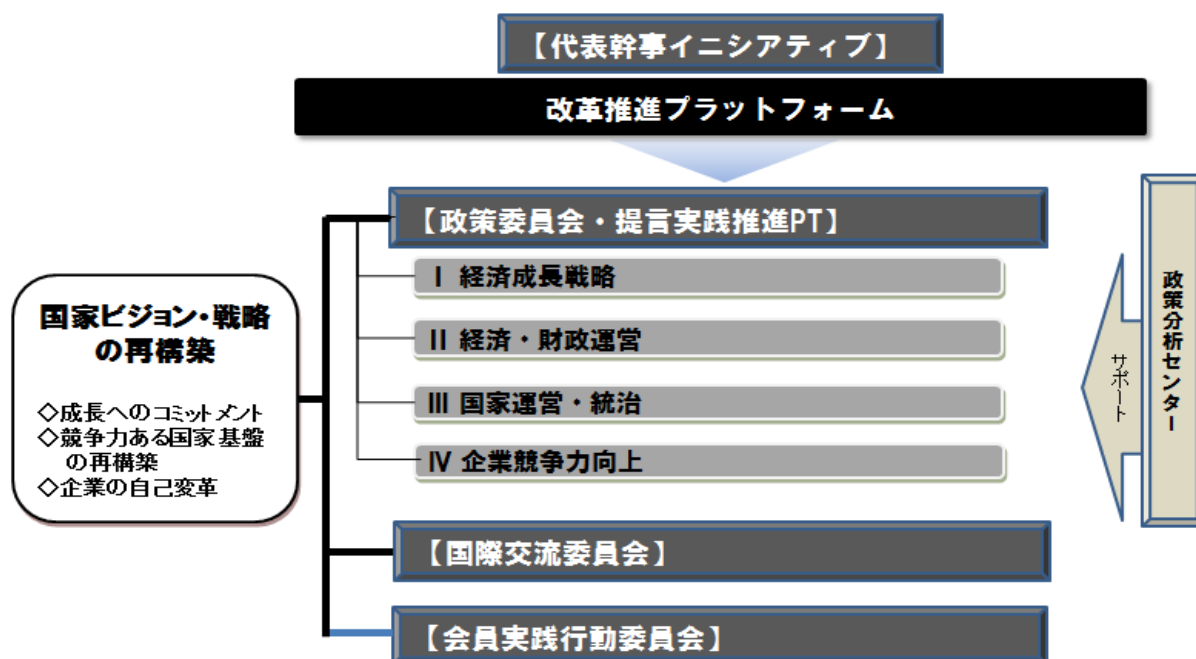 【代表幹事イニシアティブ】
改革推進プラットフォーム
【政策委員会・提言実践推進PT】
Ⅰ 経済成長戦略
Ⅱ 経済・財政運営
Ⅲ 国家運営・統治
Ⅳ 企業競争力向上
【国際交流委員会】
【会員実践行動委員会】
国家ビジョン・戦略
の再構築
◇成長へのコミットメント
◇競争力ある国家基盤
の再構築
◇企業の自己変革
サポート
政策分析センター